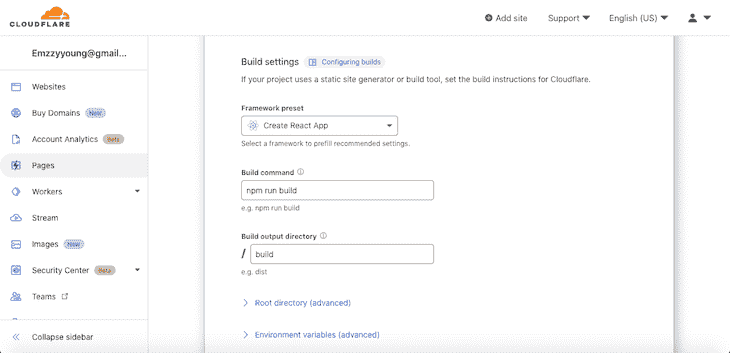 CLOUDFLARE
Add site
Support
English (US)
Emzzyyoung@gmail...
Websites
Buy Domains New
Account Analytics Beta
Pages
Workers
Stream
Images New
Security Center Beta
Teams
Collapse sidebar
Build settings Configuring builds
If your project uses a static site generator or build tool, set the build instructions for Cloudflare.
Framework preset
Create React App
Select a framework to prefill recommended settings.
Build command
npm run build
e.g. npm run build
Build output directory
/ build
e.g. dist
Root directory (advanced)
Environment variables (advanced)